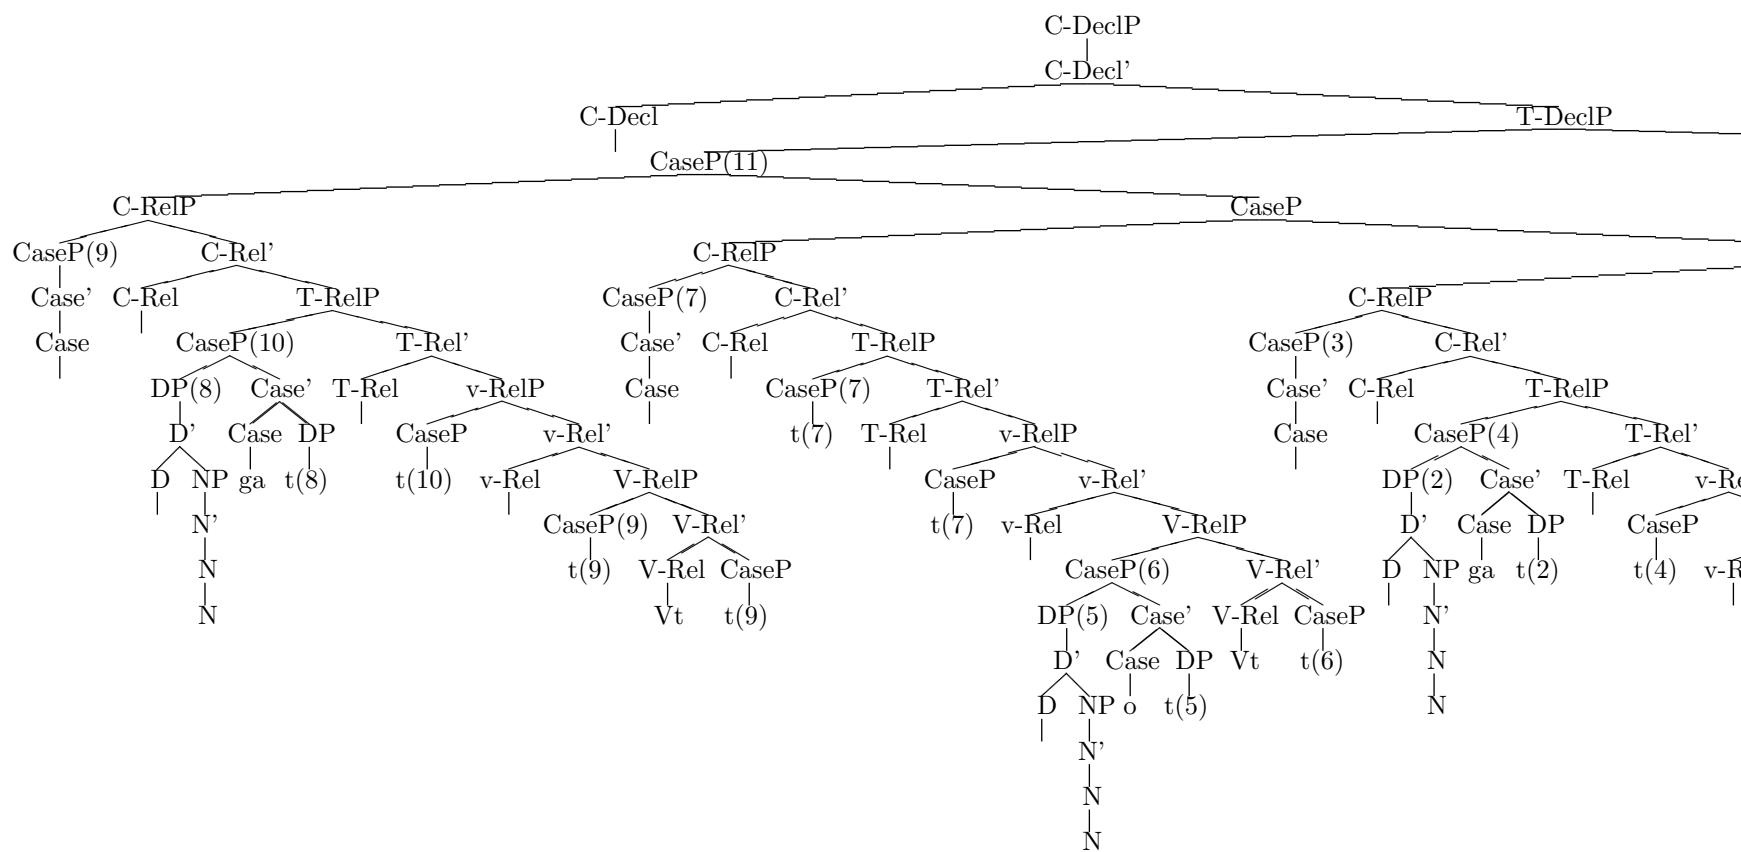 C-DeclP
C-Decl’
C-Decl T-DeclP
CaseP(11)
C-RelP CaseP
CaseP(9) C-Rel’ C-RelP
Case’ C-Rel T-RelP CaseP(7) C-Rel’ C-RelP
Case CaseP(10) T-Rel’ Case’ C-Rel T-RelP CaseP(3) C-Rel’
DP(8) Case’ T-Rel v-RelP Case CaseP(7) T-Rel’ Case’ C-Rel T-RelP
D’ Case DP CaseP v-Rel’ t(7) T-Rel v-RelP Case CaseP(4) T-Rel’
D NP ga t(8) t(10) v-Rel V-RelP CaseP v-Rel’ DP(2) Case’ T-Rel
N’ CaseP(9) V-Rel’ t(7) v-Rel V-RelP D’ Case DP CaseP
N t(9) V-Rel CaseP CaseP(6) V-Rel’ D NP ga t(2) t(4)
N Vt t(9) DP(5) Case’ V-Rel CaseP N’
D’ Case DP Vt t(6) N
D NP o t(5) N
N’
N
N